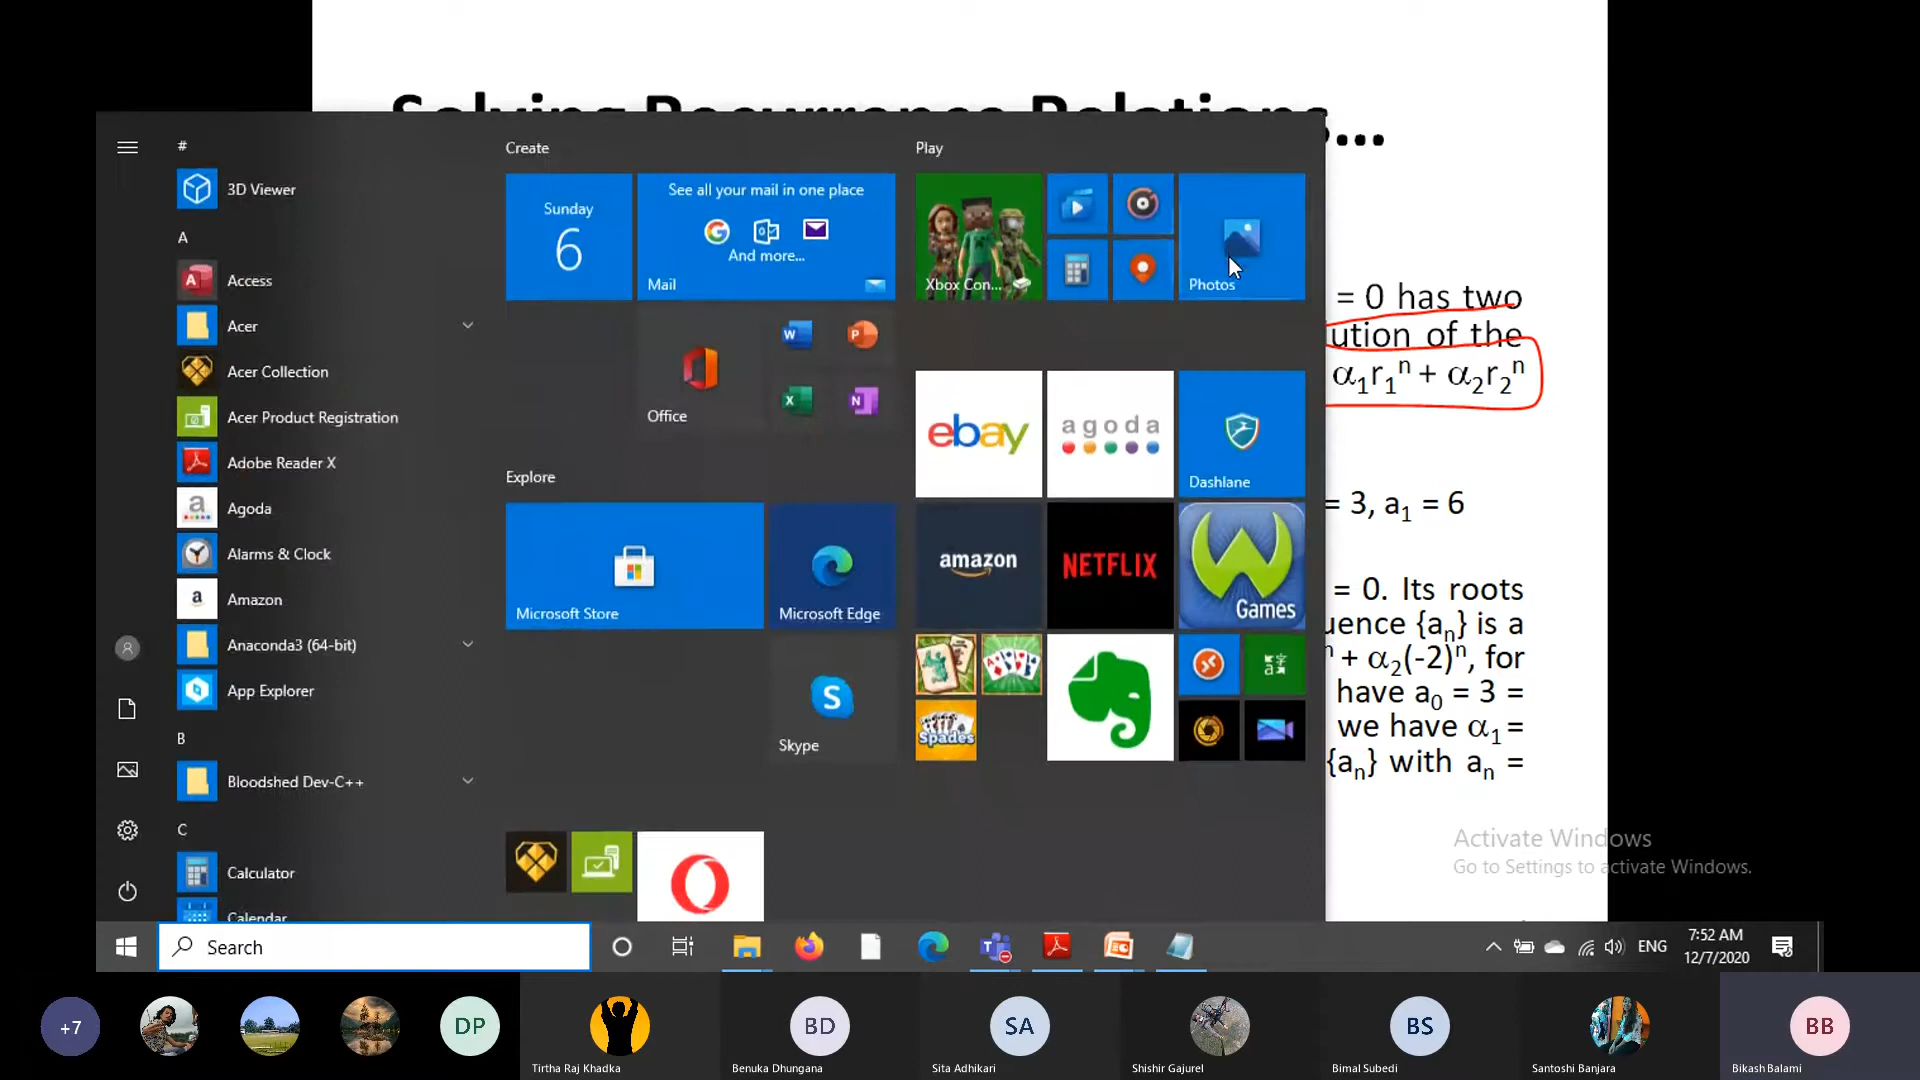 Solving Recurrence Relations...
= 0 has two
ution of the
α₁r₁ⁿ + α₂r₂ⁿ
= 3, a₁ = 6
= 0. Its roots
uence {aₙ} is a
ⁿ + α₂(-2)ⁿ, for
have a₀ = 3 =
we have α₁ =
{aₙ} with aₙ =
#
3D Viewer
A
Access
Acer
Acer Collection
Acer Product Registration
Adobe Reader X
Agoda
Alarms & Clock
Amazon
Anaconda3 (64-bit)
App Explorer
B
Bloodshed Dev-C++
C
Calculator
Calendar
Create
Sunday
6
See all your mail in one place
And more...
Mail
Office
Explore
Microsoft Store
Microsoft Edge
Skype
Play
Xbox Con...
Photos
ebay
agoda
Dashlane
amazon
NETFLIX
Games
Spades
Activate Windows
Go to Settings to activate Windows.
Search
ENG
7:52 AM
12/7/2020
+7
DP
BD
SA
BS
BB
Tirtha Raj Khadka
Benuka Dhungana
Sita Adhikari
Shishir Gajurel
Bimal Subedi
Santoshi Banjara
Bikash Balami